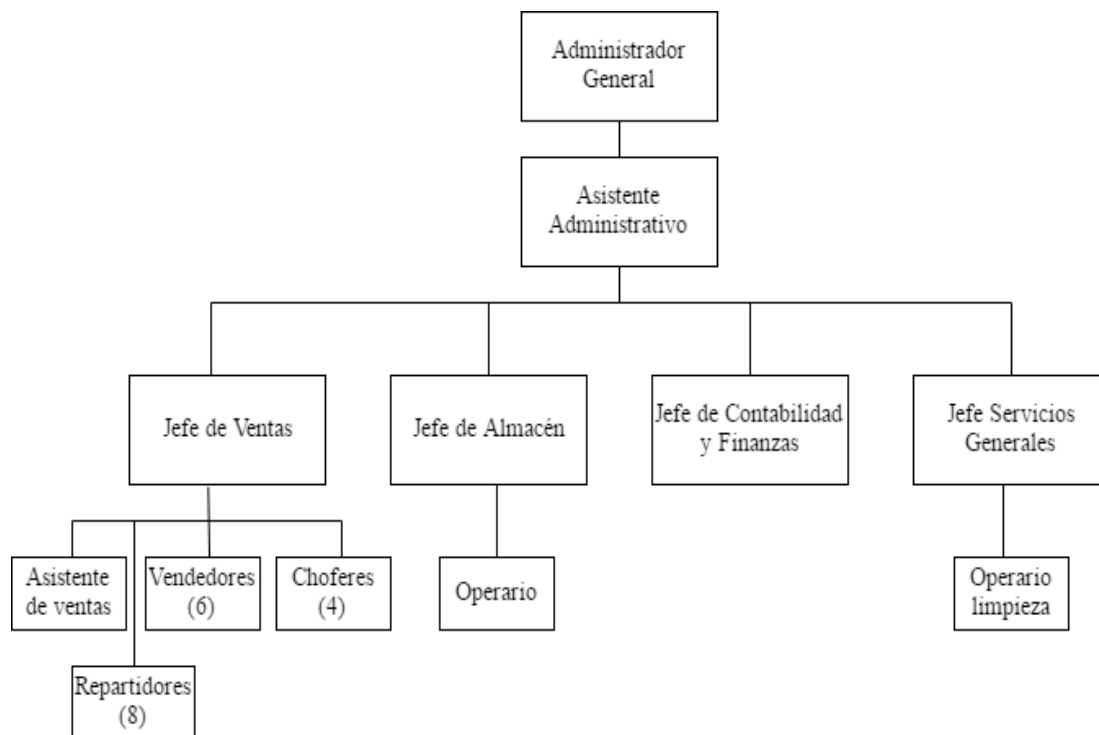 Administrador
General
Asistente
Administrativo
Jefe de Ventas
Jefe de Almacén
Jefe de Contabilidad
y Finanzas
Jefe Servicios
Generales
Asistente
de ventas
Vendedores
(6)
Choferes
(4)
Operario
Operario
limpieza
Repartidores
(8)